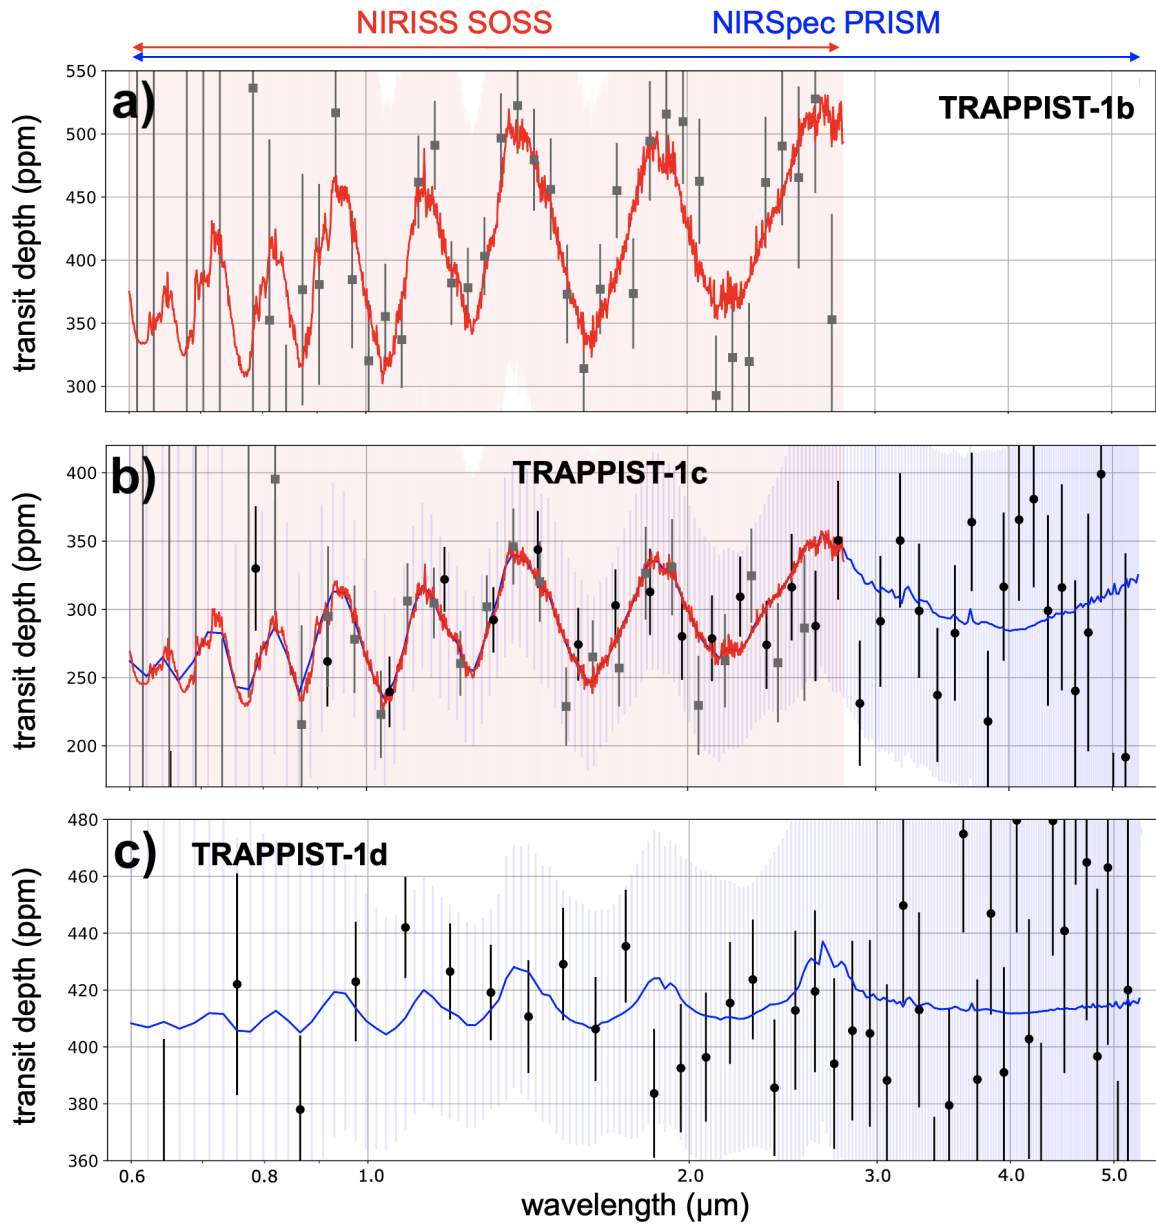 NIRISS SOSS NIRSpec PRISM
a) TRAPPIST-1b
transit depth (ppm)
550
500
450
400
350
300
b) TRAPPIST-1c
transit depth (ppm)
400
350
300
250
200
c) TRAPPIST-1d
transit depth (ppm)
480
460
440
420
400
380
360
0.6 0.8 1.0 2.0 3.0 4.0 5.0
wavelength (μm)